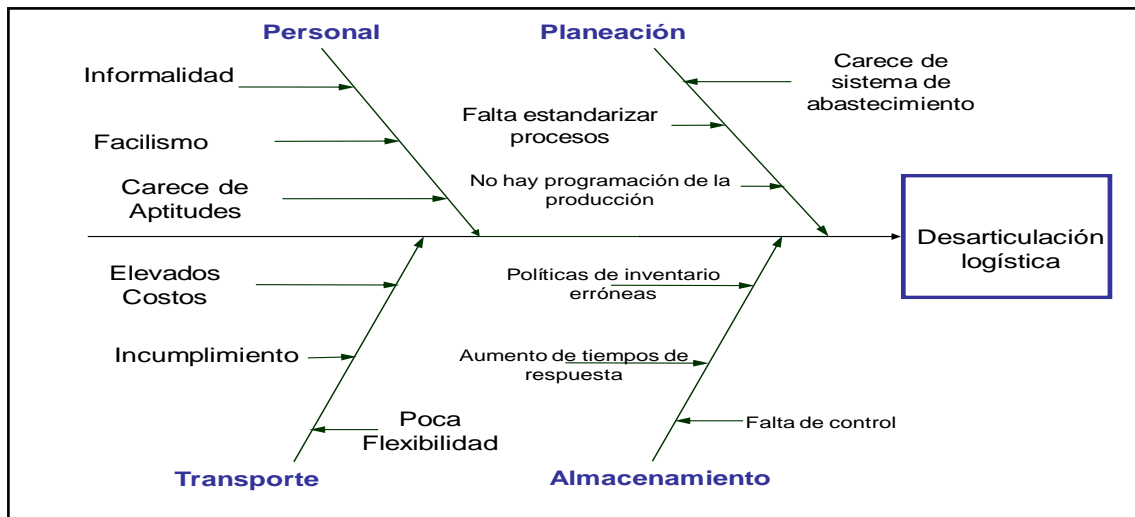 Personal
Planeación
Informalidad
Facilismo
Carece de
Aptitudes
Carece de
sistema de
abastecimiento
Falta estandarizar
procesos
No hay programación de la
producción
Desarticulación
logística
Elevados
Costos
Incumplimiento
Poca
Flexibilidad
Políticas de inventario
erróneas
Aumento de tiempos de
respuesta
Falta de control
Transporte
Almacenamiento